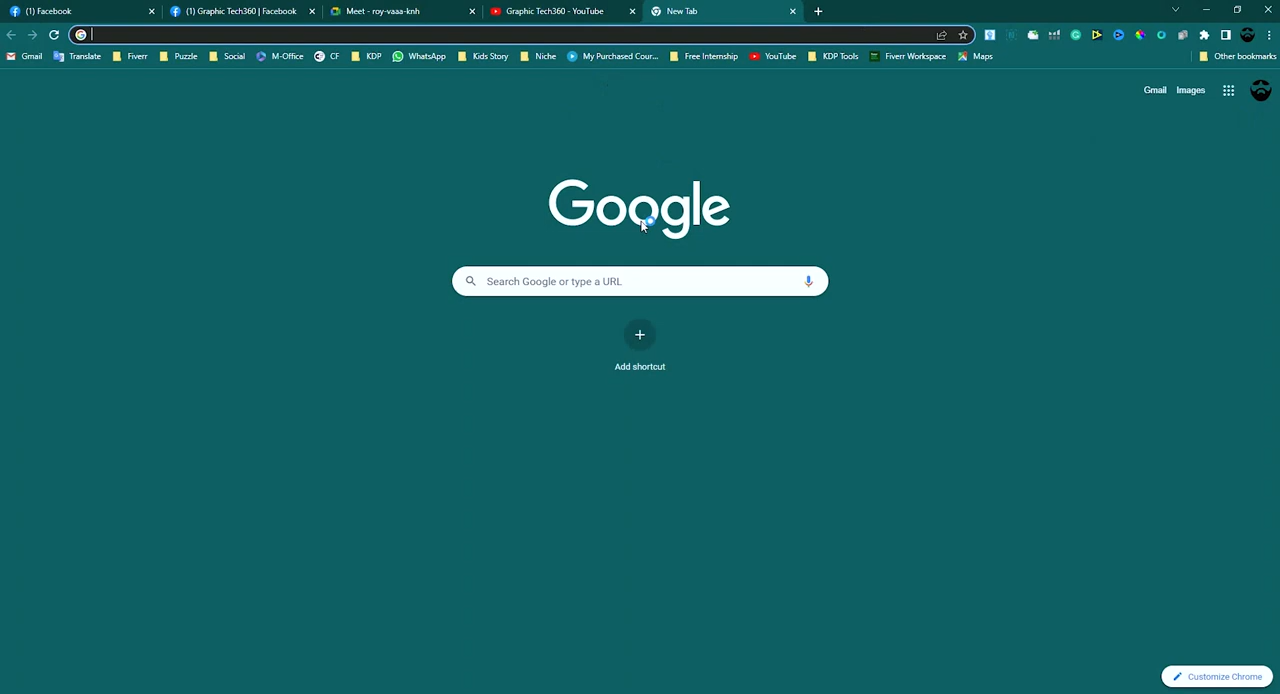 (1) Facebook (1) Graphic Tech360 | Facebook Meet - roy-vaaa-knh Graphic Tech360 - YouTube New Tab
Gmail Translate Fiverr Puzzle Social M-Office CF KDP WhatsApp Kids Story Niche My Purchased Cour... Free Internship YouTube KDP Tools Fiverr Workspace Maps Other bookmarks
Gmail Images
Google
Search Google or type a URL
Add shortcut
Customize Chrome